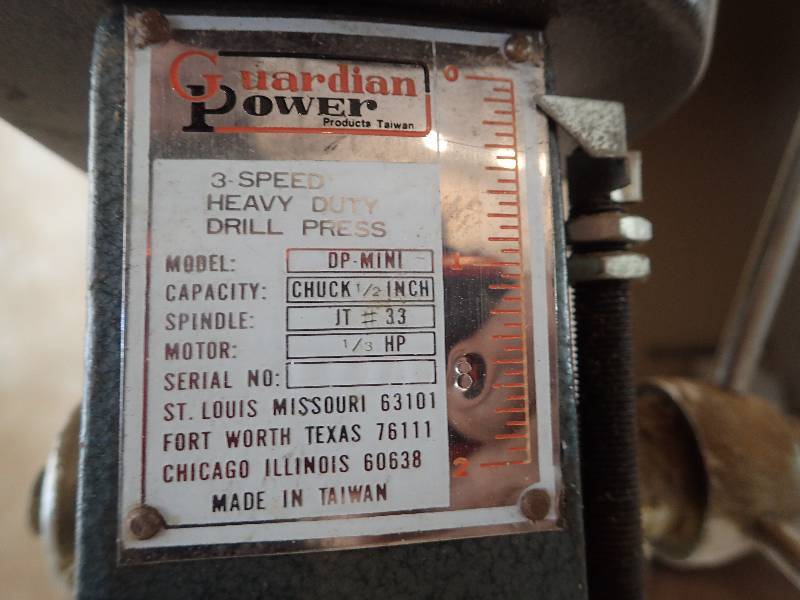 Guardian
Power
Products Taiwan
3-SPEED
HEAVY DUTY
DRILL PRESS
MODEL: DP-MINI
CAPACITY: CHUCK 1/2 INCH
SPINDLE: JT # 33
MOTOR: 1/3 HP
SERIAL NO:
ST. LOUIS MISSOURI 63101
FORT WORTH TEXAS 76111
CHICAGO ILLINOIS 60638
MADE IN TAIWAN
0
1
8
2